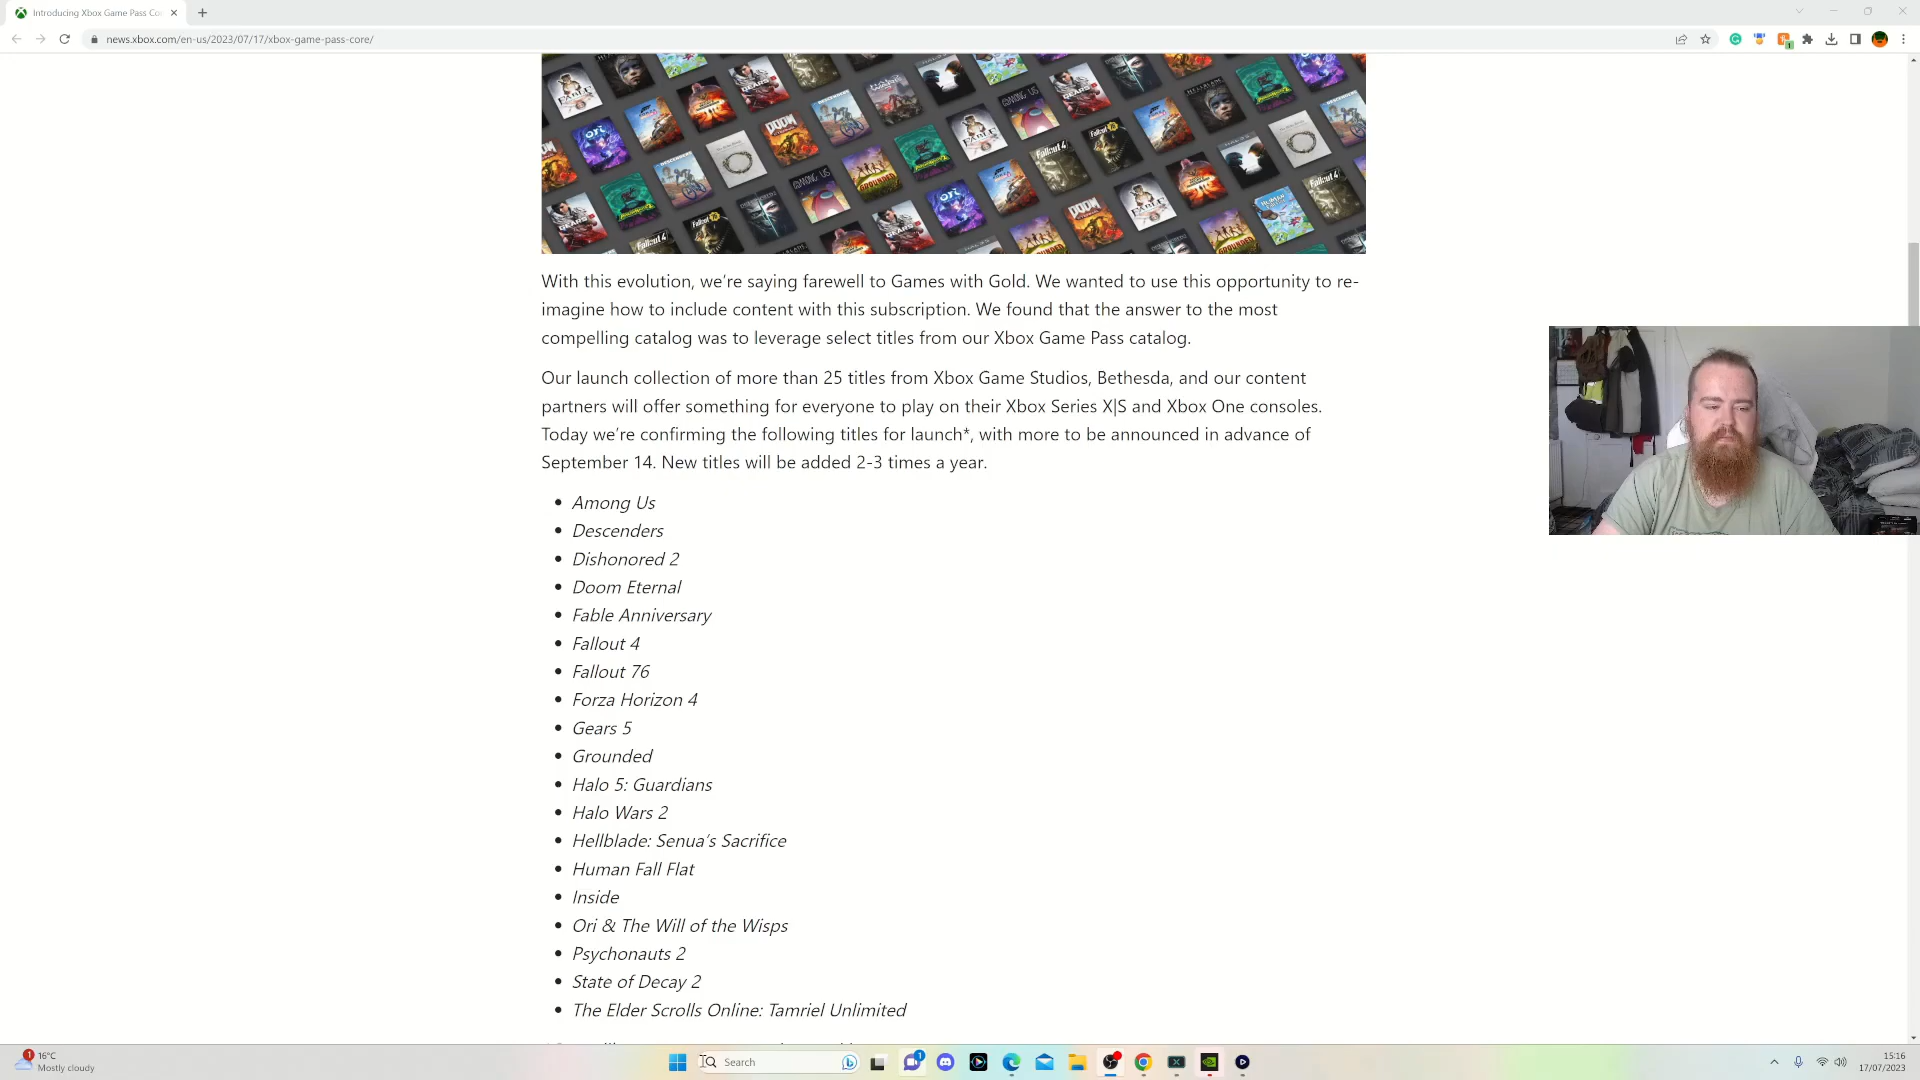 Introducing Xbox Game Pass Co
news.xbox.com/en-us/2023/07/17/xbox-game-pass-core/
With this evolution, we're saying farewell to Games with Gold. We wanted to use this opportunity to re-
imagine how to include content with this subscription. We found that the answer to the most
compelling catalog was to leverage select titles from our Xbox Game Pass catalog.
Our launch collection of more than 25 titles from Xbox Game Studios, Bethesda, and our content
partners will offer something for everyone to play on their Xbox Series X|S and Xbox One consoles.
Today we're confirming the following titles for launch*, with more to be announced in advance of
September 14. New titles will be added 2-3 times a year.
• Among Us
• Descenders
• Dishonored 2
• Doom Eternal
• Fable Anniversary
• Fallout 4
• Fallout 76
• Forza Horizon 4
• Gears 5
• Grounded
• Halo 5: Guardians
• Halo Wars 2
• Hellblade: Senua's Sacrifice
• Human Fall Flat
• Inside
• Ori & The Will of the Wisps
• Psychonauts 2
• State of Decay 2
• The Elder Scrolls Online: Tamriel Unlimited
1
16°C
Mostly cloudy
Search
1
15:16
17/07/2023